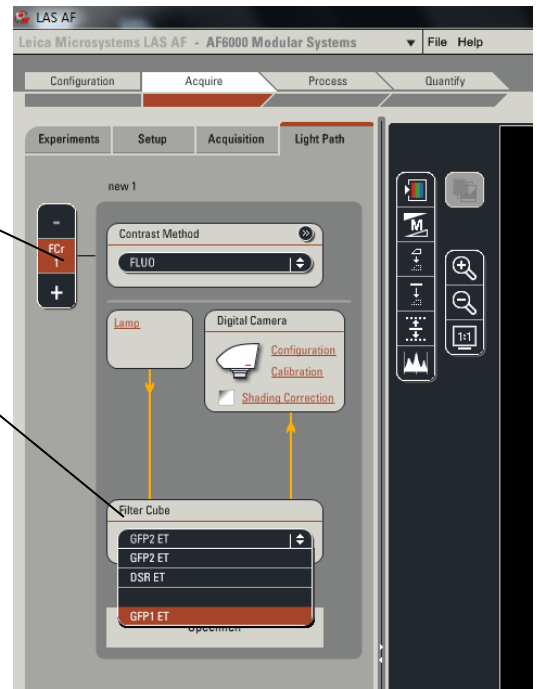 LAS AF
Leica Microsystems LAS AF - AF6000 Modular Systems
File Help
Configuration Acquire Process Quantify
Experiments Setup Acquisition Light Path
new 1
-
FCr
1
+
Contrast Method
FLUO
Lamp
Digital Camera
Configuration
Calibration
Shading Correction
Filter Cube
GFP2 ET
GFP2 ET
DSR ET
GFP1 ET
Specimen
M
1:1